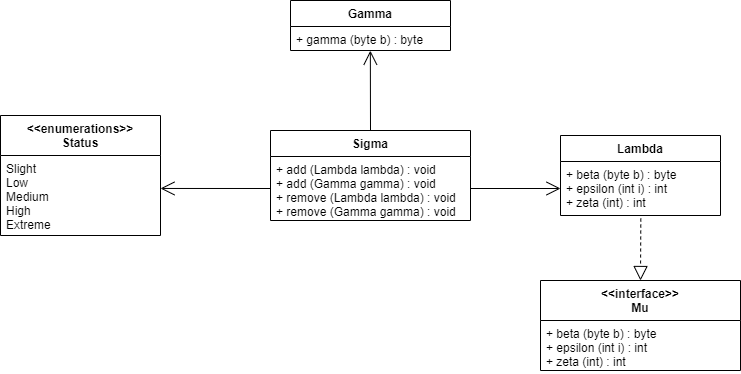 Gamma
+ gamma (byte b) : byte
<<enumerations>>
Status
Slight
Low
Medium
High
Extreme
Sigma
+ add (Lambda lambda) : void
+ add (Gamma gamma) : void
+ remove (Lambda lambda) : void
+ remove (Gamma gamma) : void
Lambda
+ beta (byte b) : byte
+ epsilon (int i) : int
+ zeta (int) : int
<<interface>>
Mu
+ beta (byte b) : byte
+ epsilon (int i) : int
+ zeta (int) : int